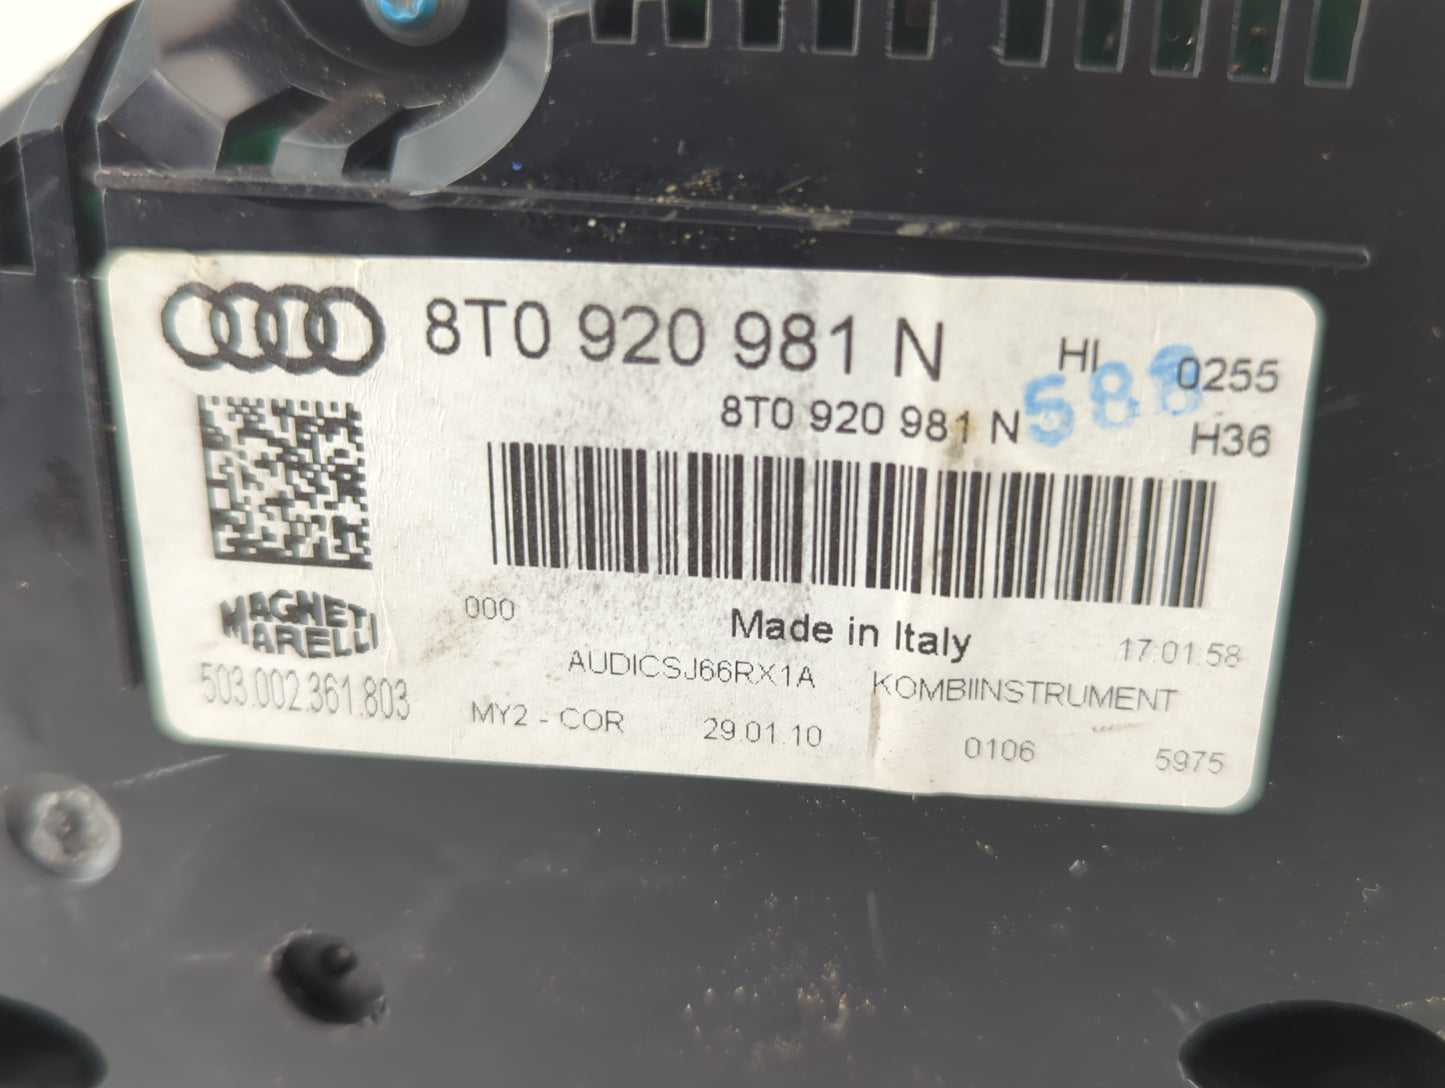 8T0 920 981 N HI 0255
8T0 920 981 N H36
MAGNETI
MARELLI
000 Made in Italy 17:01:58
503.002.361.803 AUDICSJ66RX1A KOMBIINSTRUMENT
MY2 - COR 29.01.10 0106 5975